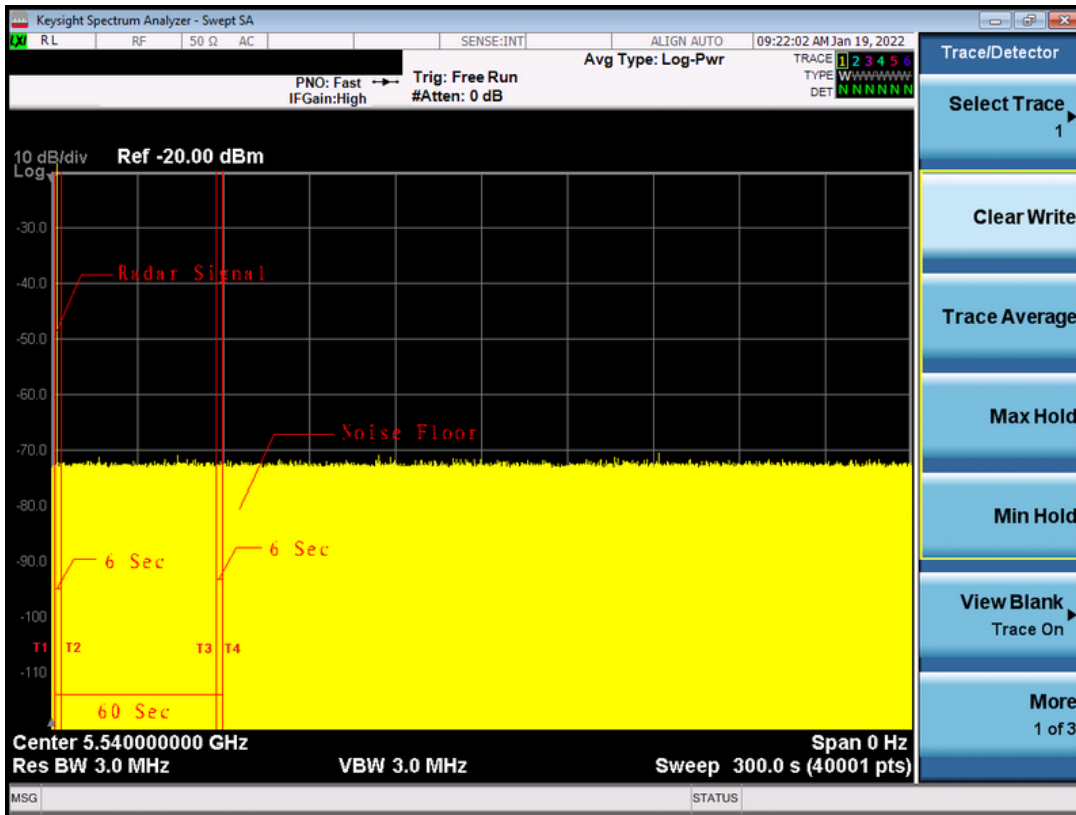 Keysight Spectrum Analyzer - Swept SA
LXI RL RF 50 Ω AC SENSE:INT ALIGN AUTO 09:22:02 AM Jan 19, 2022
Avg Type: Log-Pwr
TRACE 1 2 3 4 5 6
TYPE WWWWWWW
DET N N N N N N
PNO: Fast
IFGain:High
Trig: Free Run
#Atten: 0 dB
10 dB/div
Log
Ref -20.00 dBm
-30.0
-40.0
-50.0
-60.0
-70.0
-80.0
-90.0
-100
-110
Radar Signal
Noise Floor
6 Sec
6 Sec
T1 T2 T3 T4
60 Sec
Center 5.540000000 GHz
Span 0 Hz
Res BW 3.0 MHz
VBW 3.0 MHz
Sweep 300.0 s (40001 pts)
MSG
STATUS
Trace/Detector
Select Trace
1
Clear Write
Trace Average
Max Hold
Min Hold
View Blank
Trace On
More
1 of 3